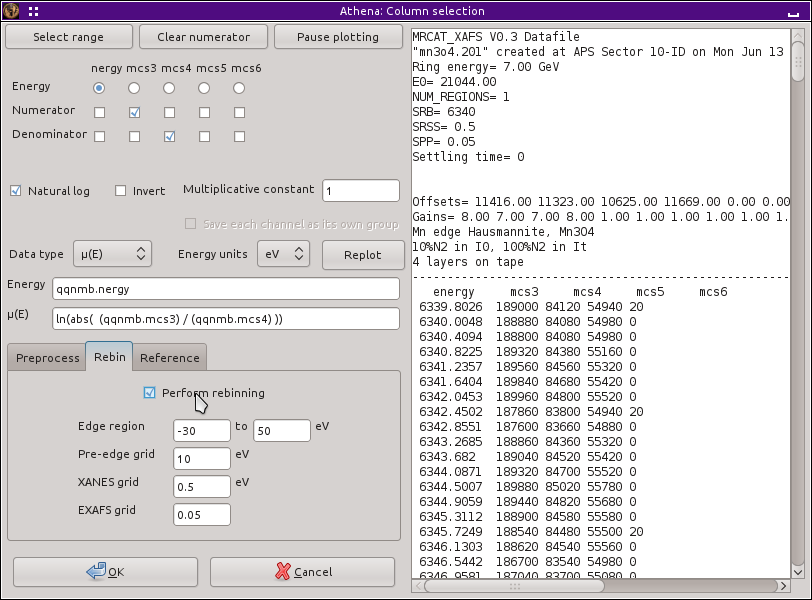 Athena: Column selection
Select range
Clear numerator
Pause plotting
nergy mcs3 mcs4 mcs5 mcs6
Energy
Numerator
Denominator
Natural log
Invert
Multiplicative constant
1
Save each channel as its own group
Data type
μ(E)
Energy units
eV
Replot
Energy
qqnmb.nergy
μ(E)
ln(abs( (qqnmb.mcs3) / (qqnmb.mcs4) ))
Preprocess
Rebin
Reference
Perform rebinning
Edge region -30 to 50 eV
Pre-edge grid 10 eV
XANES grid 0.5 eV
EXAFS grid 0.05
OK
Cancel
MRCAT_XAFS V0.3 Datafile
"mn3o4.201" created at APS Sector 10-ID on Mon Jun 13
Ring energy= 7.00 GeV
E0= 21044.00
NUM_REGIONS= 1
SRB= 6340
SRSS= 0.5
SPP= 0.05
Settling time= 0
Offsets= 11416.00 11323.00 10625.00 11669.00 0.00 0.00
Gains= 8.00 7.00 7.00 8.00 1.00 1.00 1.00 1.00 1.00 1.
Mn edge Hausmannite, Mn3O4
10%N2 in I0, 100%N2 in It
4 layers on tape
----------------------------------------------------
energy mcs3 mcs4 mcs5 mcs6
6339.8026 189000 84120 54940 20
6340.0048 188880 84080 54980 0
6340.4094 188800 84080 54980 0
6340.8225 189320 84380 55160 0
6341.2357 189560 84560 55320 0
6341.6404 189840 84680 55420 0
6342.0453 189960 84800 55520 0
6342.4502 187860 83800 54940 20
6342.8551 187600 83660 54880 0
6343.2685 188860 84360 55320 0
6343.682 189040 84520 55420 0
6344.0871 189320 84700 55520 0
6344.5007 189880 85020 55780 0
6344.9059 189440 84820 55680 0
6345.3112 188900 84580 55580 0
6345.7249 188540 84480 55500 20
6346.1303 188620 84540 55560 0
6346.5442 186700 83540 54980 0
6346.9581 187040 83700 55080 0